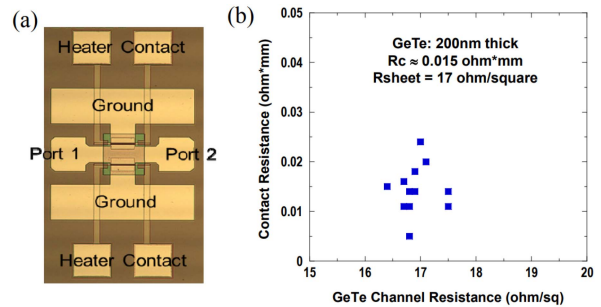 (a)
Heater Contact
Ground
Port 1 Port 2
Ground
Heater Contact
(b)
GeTe: 200nm thick
Rc ≈ 0.015 ohm*mm
Rsheet = 17 ohm/square
Contact Resistance (ohm*mm)
0.05
0.04
0.03
0.02
0.01
0.00
15 16 17 18 19 20
GeTe Channel Resistance (ohm/sq)